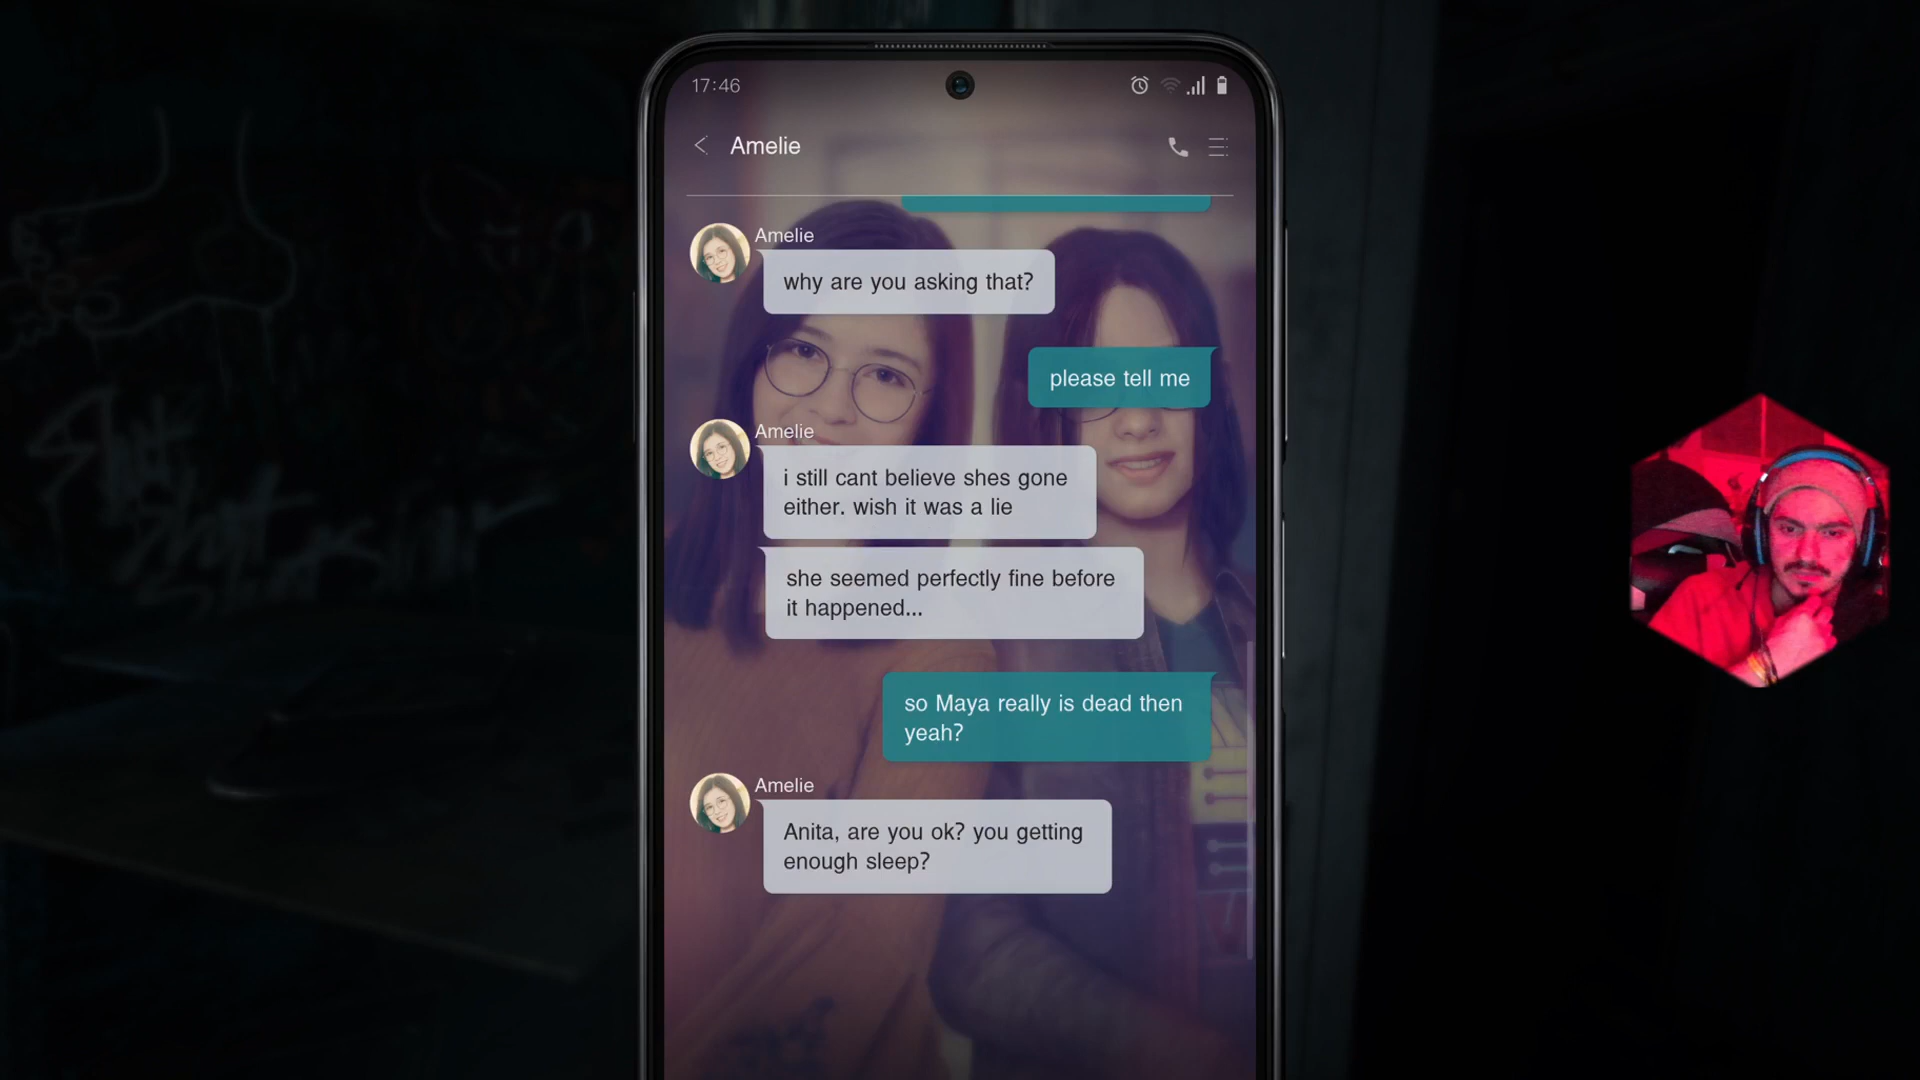 17:46
Amelie
Amelie
why are you asking that?
please tell me
Amelie
i still cant believe shes gone
either. wish it was a lie
she seemed perfectly fine before
it happened...
so Maya really is dead then
yeah?
Amelie
Anita, are you ok? you getting
enough sleep?